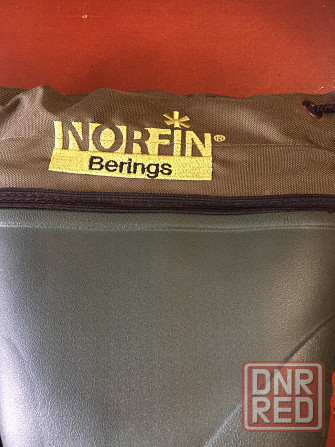 NORFIN®
Berings
DNR
RED